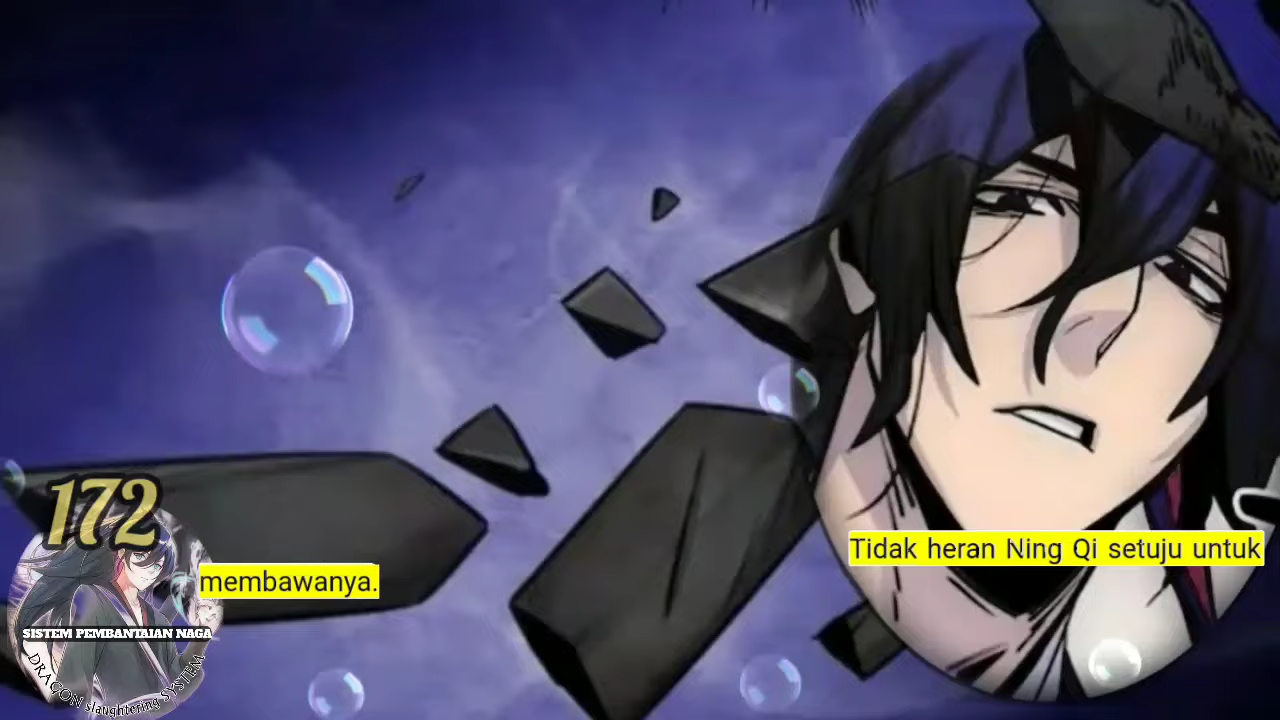 Tidak heran Ning Qi setuju untuk
membawanya.
172
SISTEM PEMBANTAIAN NAGA
DRAGON slaughtering SYSTEM